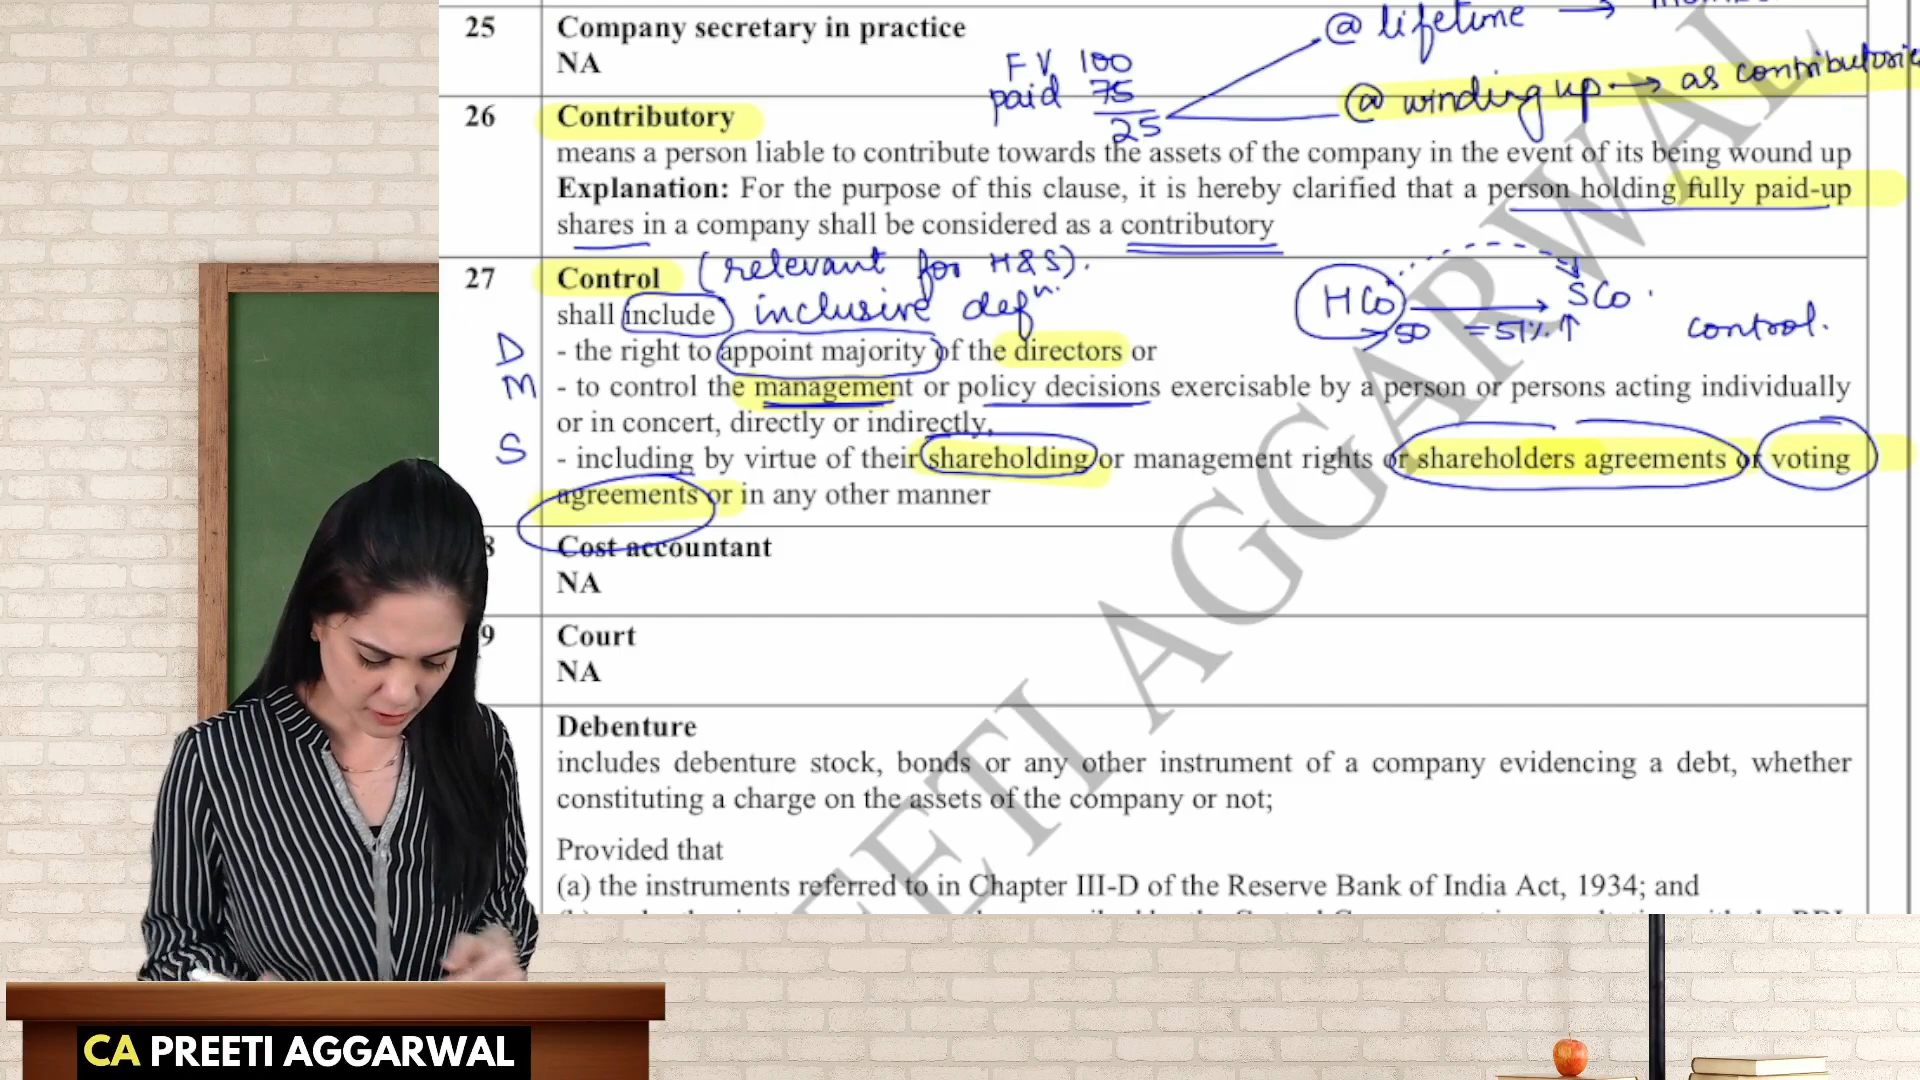 25 Company secretary in practice
@ lifetime →
NA
FV 100
paid 75
25
@ winding up → as contributories
26 Contributory
means a person liable to contribute towards the assets of the company in the event of its being wound up
Explanation: For the purpose of this clause, it is hereby clarified that a person holding fully paid-up
shares in a company shall be considered as a contributory
27 Control (relevant for H&S).
shall include inclusive defn.
HCo → SCo
50 = 51% ↑ control.
D - the right to appoint majority of the directors or
M - to control the management or policy decisions exercisable by a person or persons acting individually
or in concert, directly or indirectly,
S - including by virtue of their shareholding or management rights or shareholders agreements or voting
agreements or in any other manner
8 Cost accountant
NA
9 Court
NA
Debenture
includes debenture stock, bonds or any other instrument of a company evidencing a debt, whether
constituting a charge on the assets of the company or not;
Provided that
(a) the instruments referred to in Chapter III-D of the Reserve Bank of India Act, 1934; and
EETI AGGARWAL
CA PREETI AGGARWAL